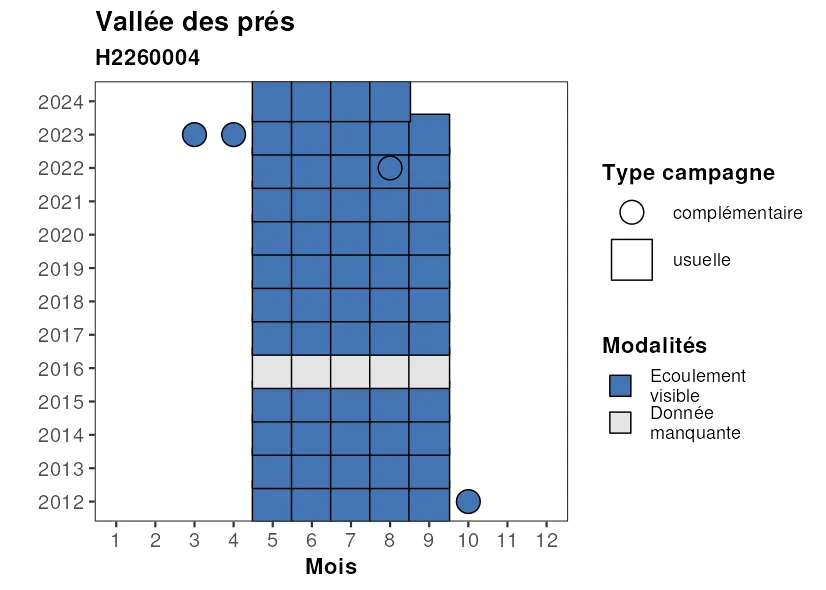 Vallée des prés
H2260004
2024
2023
2022
2021
2020
2019
2018
2017
2016
2015
2014
2013
2012
1 2 3 4 5 6 7 8 9 10 11 12
Mois
Type campagne
complémentaire
usuelle
Modalités
Ecoulement
visible
Donnée
manquante